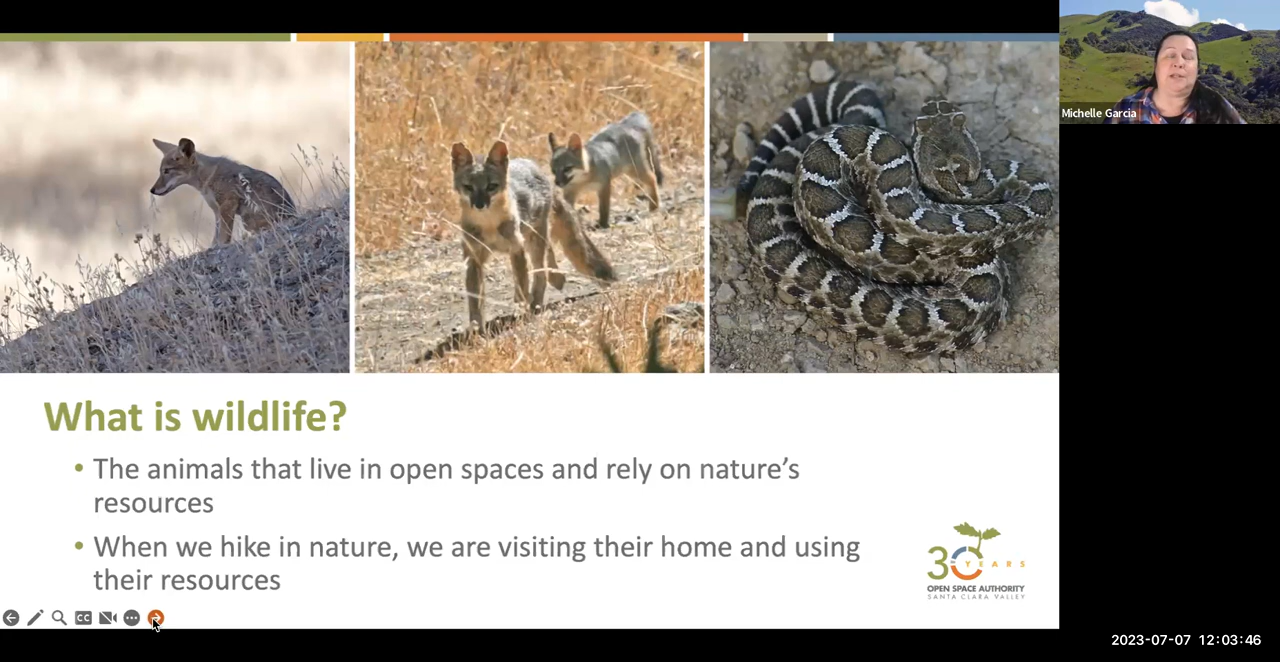 Michelle Garcia
What is wildlife?
• The animals that live in open spaces and rely on nature’s
resources
• When we hike in nature, we are visiting their home and using
their resources
30
YEARS
OPEN SPACE AUTHORITY
SANTA CLARA VALLEY
CC
2023-07-07 12:03:46